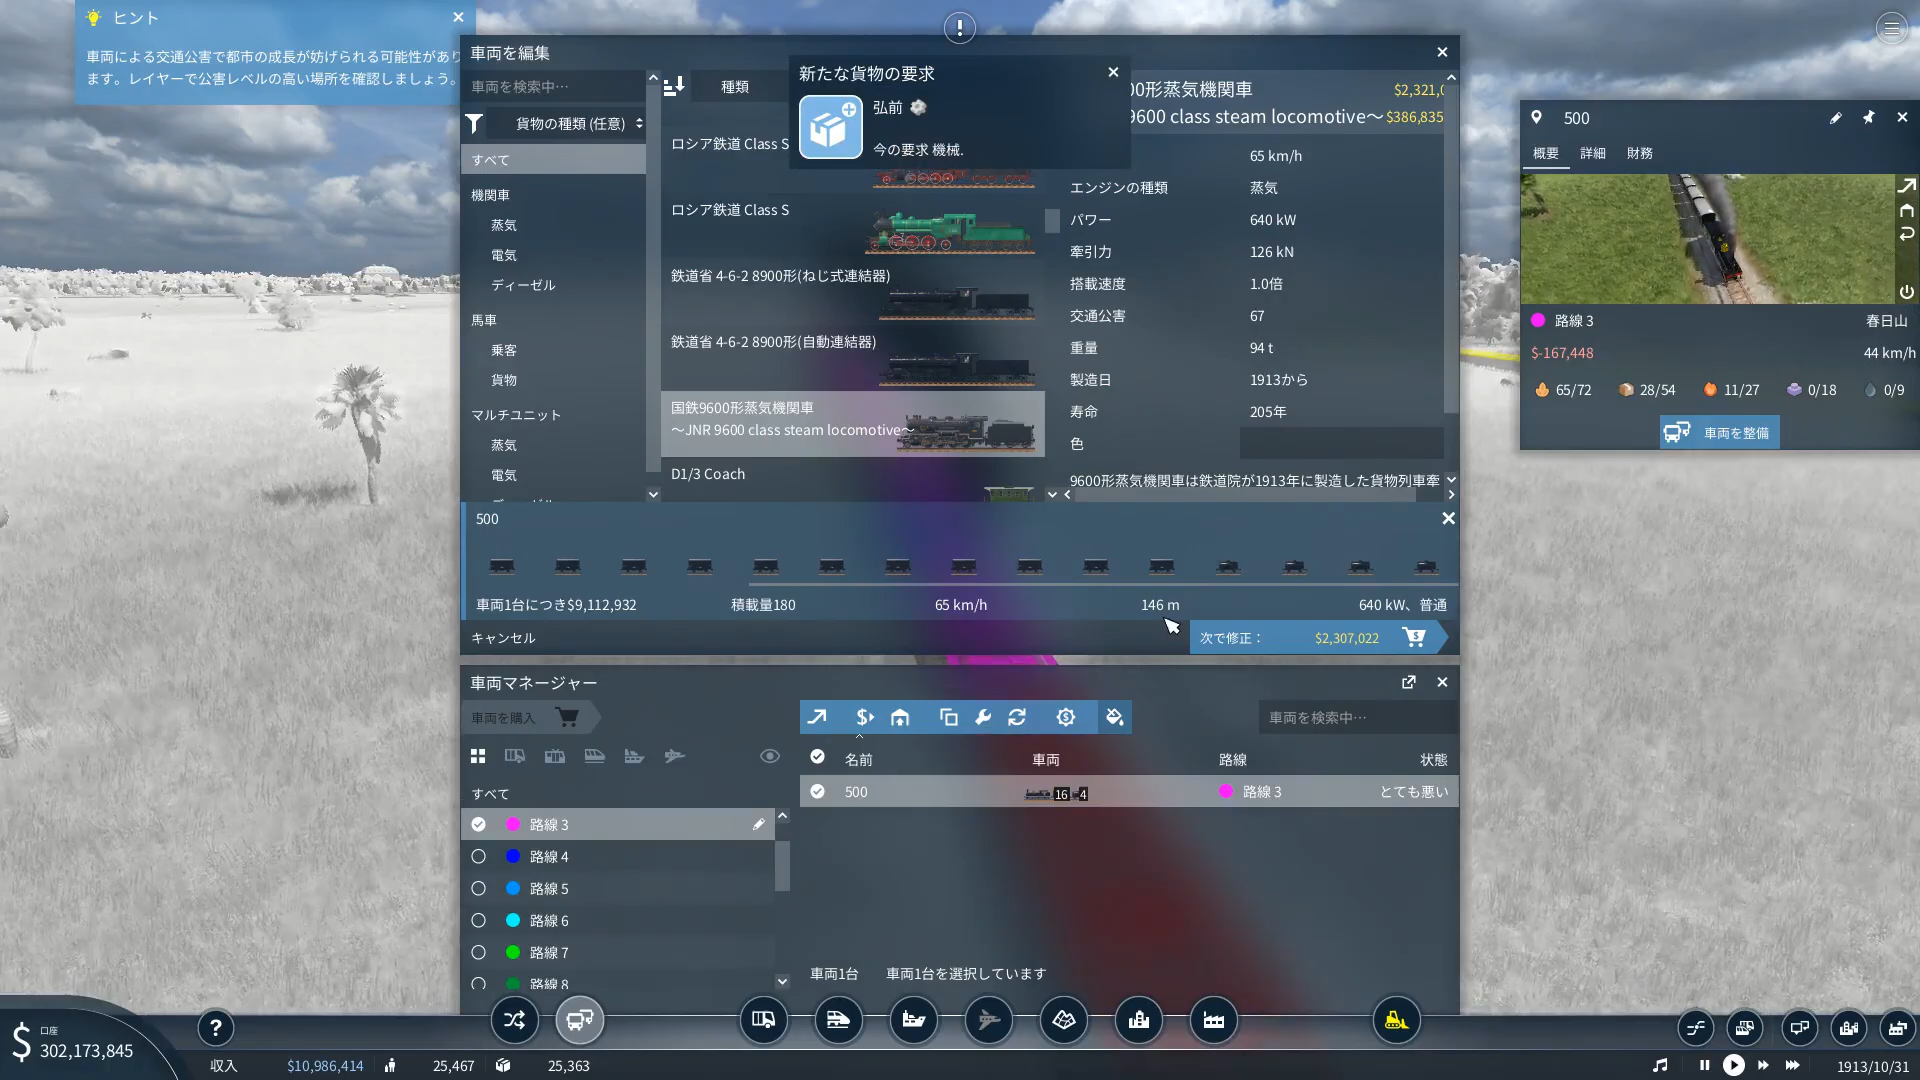 ヒント
車両による交通公害で都市の成長が妨げられる可能性があり
ます。レイヤーで公害レベルの高い場所を確認しましょう。
車両を編集
車両を検索中…
貨物の種類 (任意)
すべて
機関車
蒸気
電気
ディーゼル
馬車
乗客
貨物
マルチユニット
蒸気
電気
種類
ロシア鉄道 Class S
ロシア鉄道 Class S
鉄道省 4-6-2 8900形(ねじ式連結器)
鉄道省 4-6-2 8900形(自動連結器)
国鉄9600形蒸気機関車
～JNR 9600 class steam locomotive～
D1/3 Coach
新たな貨物の要求
弘前
今の要求 機械.
00形蒸気機関車
$2,321,0
9600 class steam locomotive～
$386,835
65 km/h
エンジンの種類 蒸気
パワー 640 kW
牽引力 126 kN
搭載速度 1.0倍
交通公害 67
重量 94 t
製造日 1913から
寿命 205年
色
9600形蒸気機関車は鉄道院が1913年に製造した貨物列車牽
500
車両1台につき$9,112,932 積載量180 65 km/h 146 m 640 kW、普通
キャンセル
次で修正： $2,307,022
車両マネージャー
車両を購入
車両を検索中…
すべて
路線 3
路線 4
路線 5
路線 6
路線 7
路線 8
名前 車両 路線 状態
500 16 4 路線 3 とても悪い
車両1台 車両1台を選択しています
500
概要 詳細 財務
路線 3 春日山
$-167,448 44 km/h
65/72 28/54 11/27 0/18 0/9
車両を整備
口座
$ 302,173,845
?
収入 $10,986,414 25,467 25,363
1913/10/31